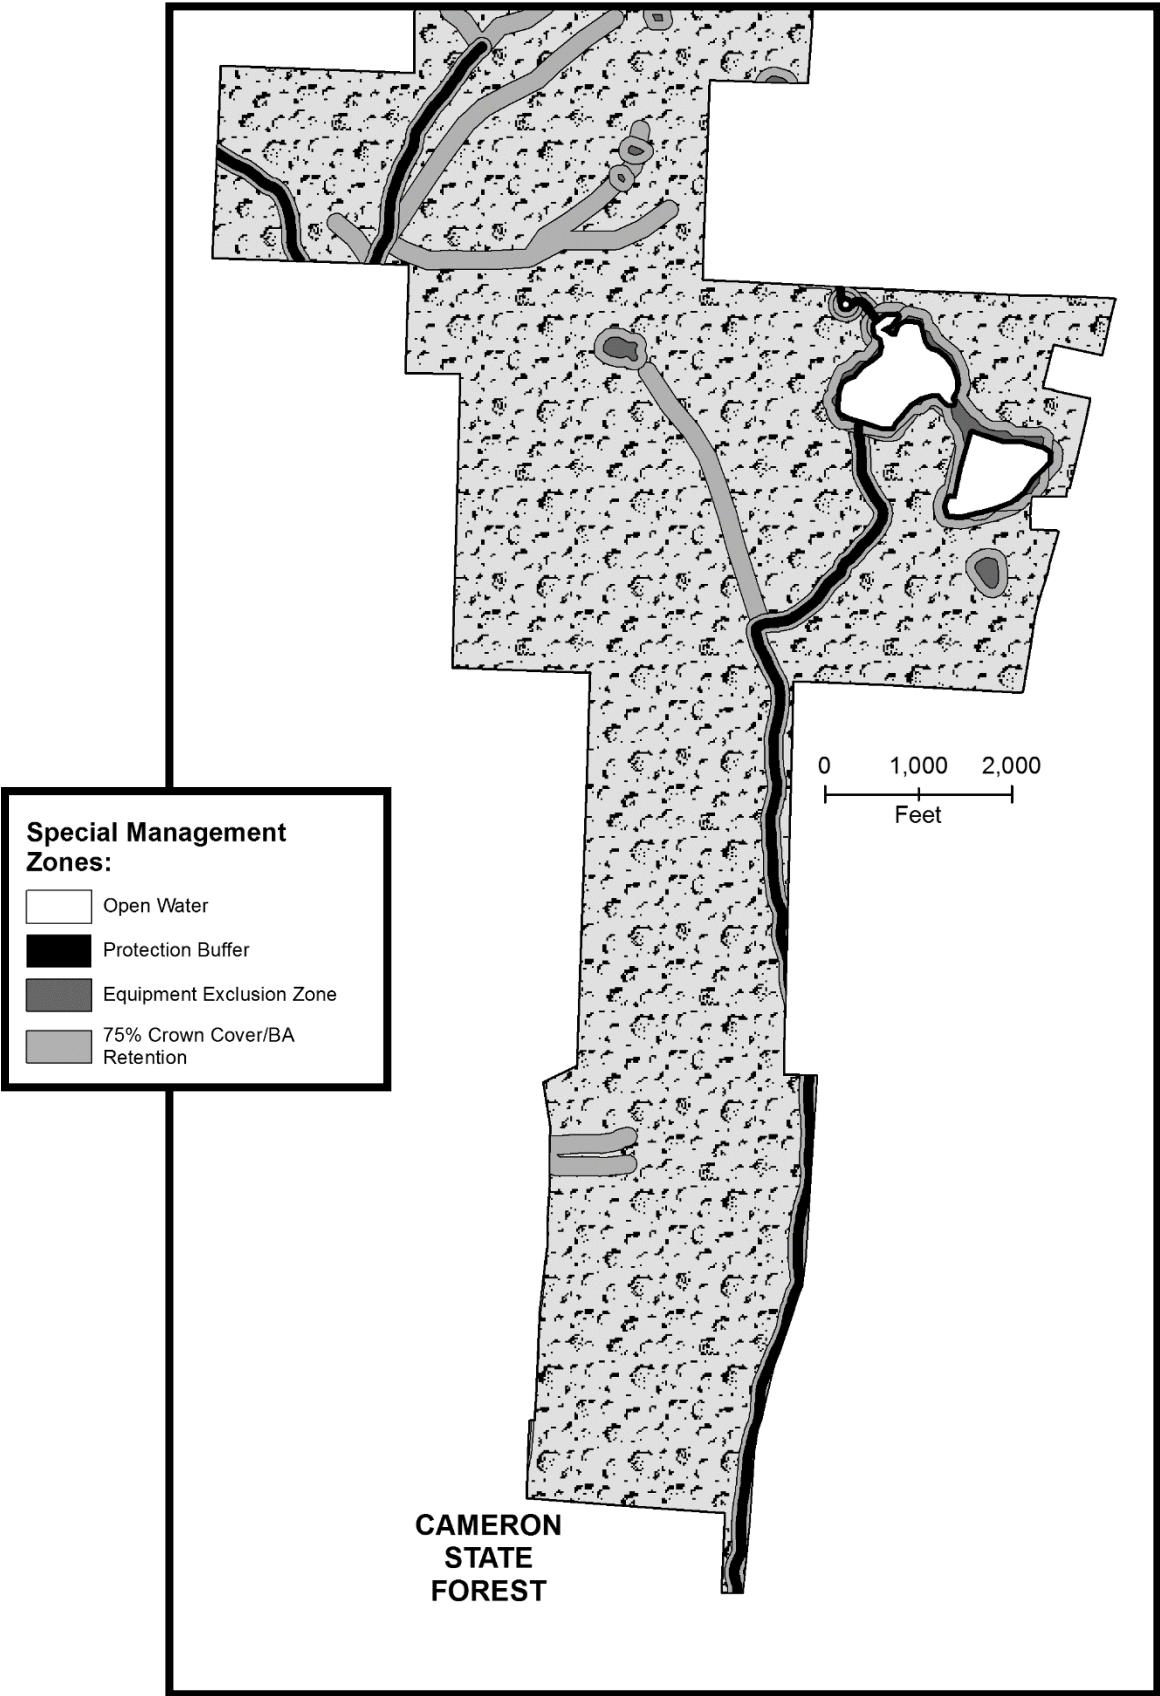 0 1,000 2,000
Feet
Special Management
Zones:
Open Water
Protection Buffer
Equipment Exclusion Zone
75% Crown Cover/BA
Retention
CAMERON
STATE
FOREST